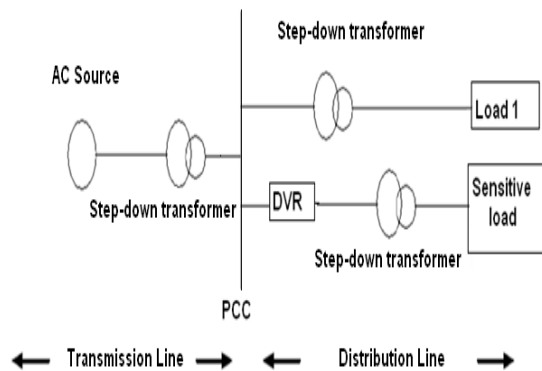 Step-down transformer
AC Source
Load 1
Step-down transformer
DVR
Sensitive
load
Step-down transformer
PCC
Transmission Line
Distribution Line